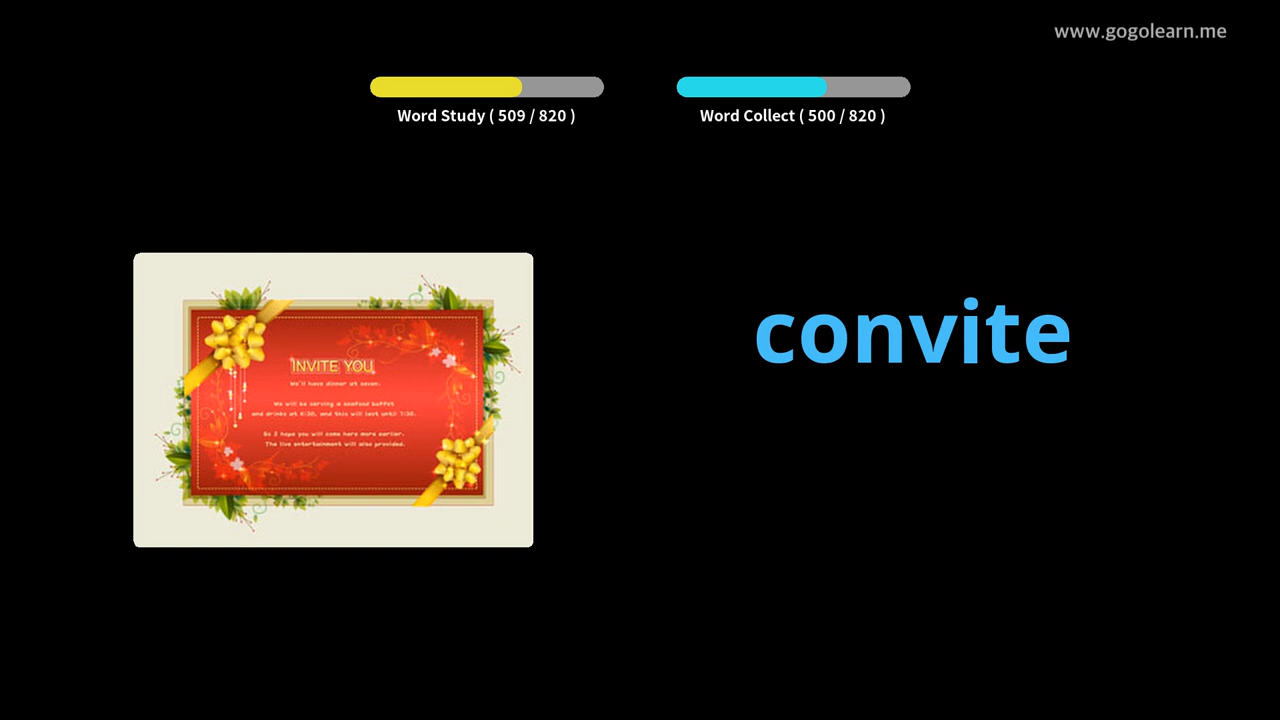 www.gogolearn.me
Word Study ( 509 / 820 )
Word Collect ( 500 / 820 )
convite
INVITE YOU
We'll have dinner at seven.
We will be serving a seafood buffet
and drinks at 6:30, and this will last until 7:30.
So I hope you will come here more earlier.
The live entertainment will also provided.